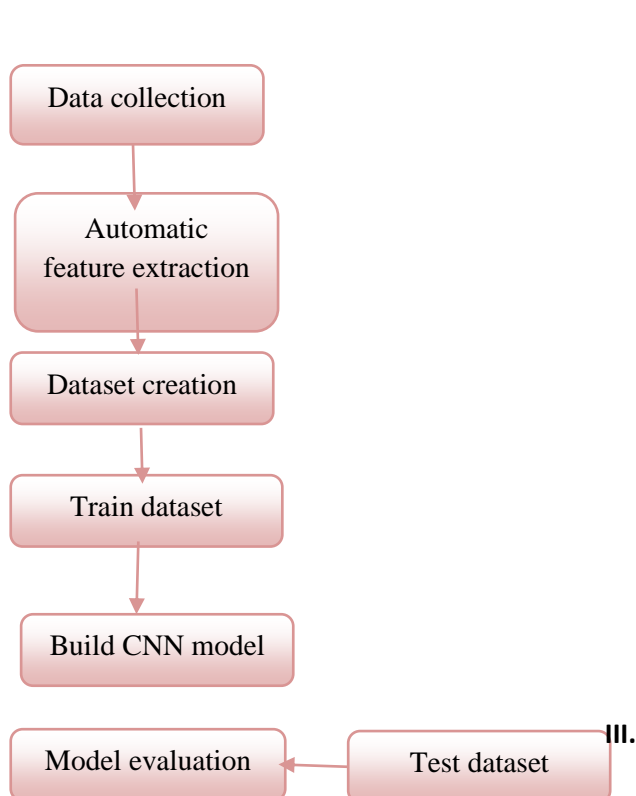 Data collection
Automatic
feature extraction
Dataset creation
Train dataset
Build CNN model
III.
Model evaluation
Test dataset